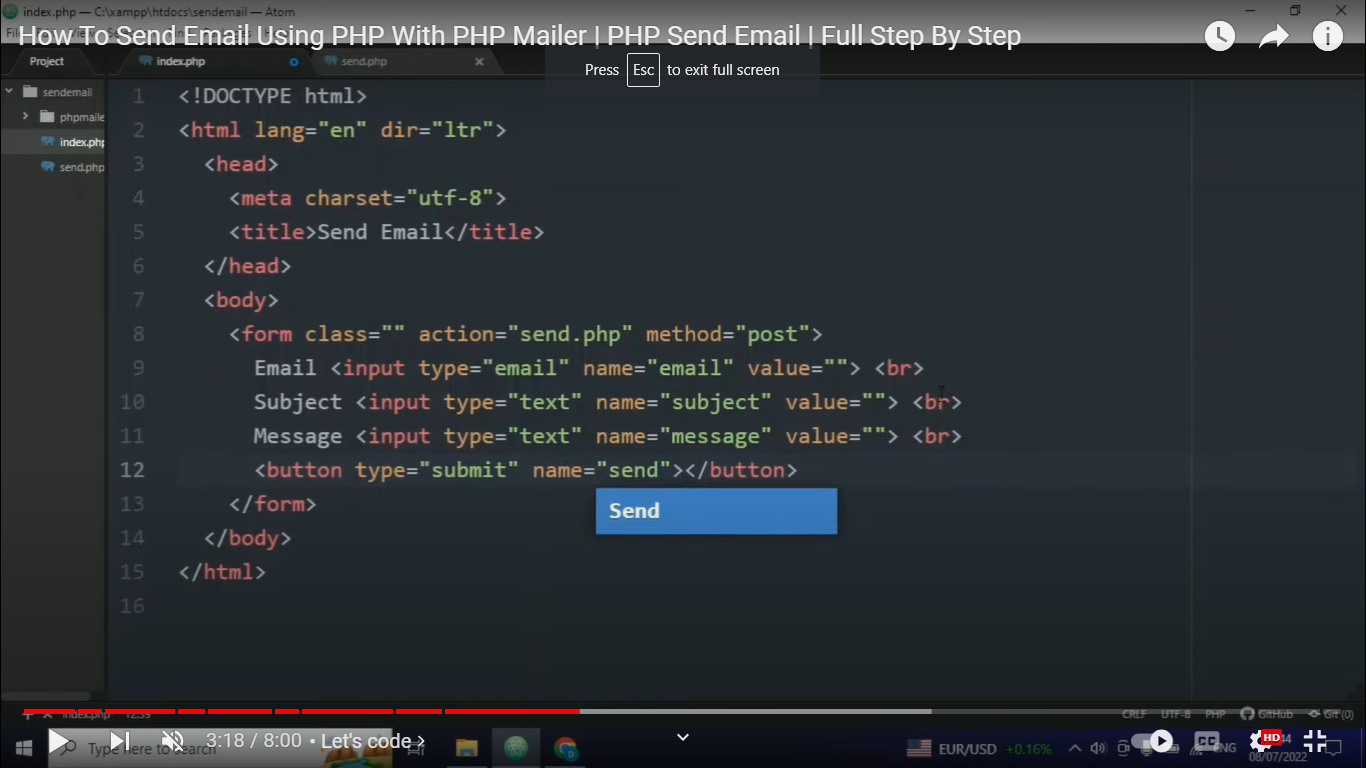 index.php — C:\xampp\htdocs\sendemail — Atom
How To Send Email Using PHP With PHP Mailer | PHP Send Email | Full Step By Step
Press Esc to exit full screen
Project
index.php
send.php
sendemail
phpmaile
index.php
send.php
1 <!DOCTYPE html>
2 <html lang="en" dir="ltr">
3 <head>
4 <meta charset="utf-8">
5 <title>Send Email</title>
6 </head>
7 <body>
8 <form class="" action="send.php" method="post">
9 Email <input type="email" name="email" value=""> <br>
10 Subject <input type="text" name="subject" value=""> <br>
11 Message <input type="text" name="message" value=""> <br>
12 <button type="submit" name="send"></button>
13 </form>
Send
14 </body>
15 </html>
16
index.php 12:39
CRLF UTF-8 PHP GitHub Git (0)
Type here to search
3:18 / 8:00 • Let's code
EUR/USD +0.16%
CC
ENG
HD
08/07/2022